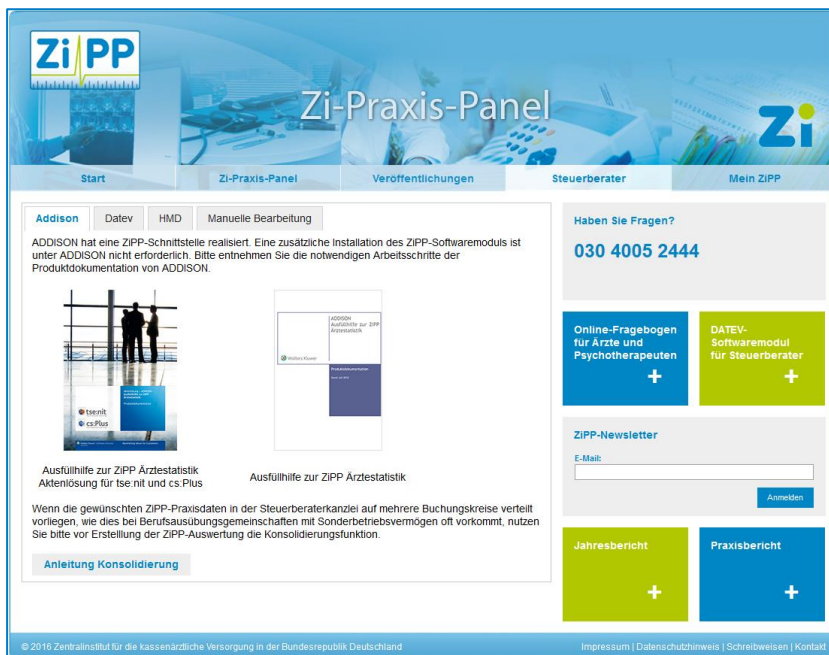 Zi PP
Zi-Praxis-Panel
Zi
Start
Zi-Praxis-Panel
Veröffentlichungen
Steuerberater
Mein ZiPP
Addison
Datev
HMD
Manuelle Bearbeitung
ADDISON hat eine ZiPP-Schnittstelle realisiert. Eine zusätzliche Installation des ZiPP-Softwaremoduls ist
unter ADDISON nicht erforderlich. Bitte entnehmen Sie die notwendigen Arbeitsschritte der
Produktdokumentation von ADDISON.
tse:nit
cs:Plus
ADDISON
Ausfüllhilfe zur ZiPP
Ärztestatistik
Wolters Kluwer
Produktdokumentation
Ausfüllhilfe zur ZiPP Ärztestatistik
Aktenlösung für tse:nit und cs:Plus
Ausfüllhilfe zur ZiPP Ärztestatistik
Wenn die gewünschten ZiPP-Praxisdaten in der Steuerberaterkanzlei auf mehrere Buchungskreise verteilt
vorliegen, wie dies bei Berufsausübungsgemeinschaften mit Sonderbetriebsvermögen oft vorkommt, nutzen
Sie bitte vor Erstelllung der ZiPP-Auswertung die Konsolidierungsfunktion.
Anleitung Konsolidierung
Haben Sie Fragen?
030 4005 2444
Online-Fragebogen
für Ärzte und
Psychotherapeuten
+
DATEV-
Softwaremodul
für Steuerberater
+
ZiPP-Newsletter
E-Mail:
Anmelden
Jahresbericht
+
Praxisbericht
+
© 2016 Zentralinstitut für die kassenärztliche Versorgung in der Bundesrepublik Deutschland
Impressum | Datenschutzhinweis | Schreibweisen | Kontakt